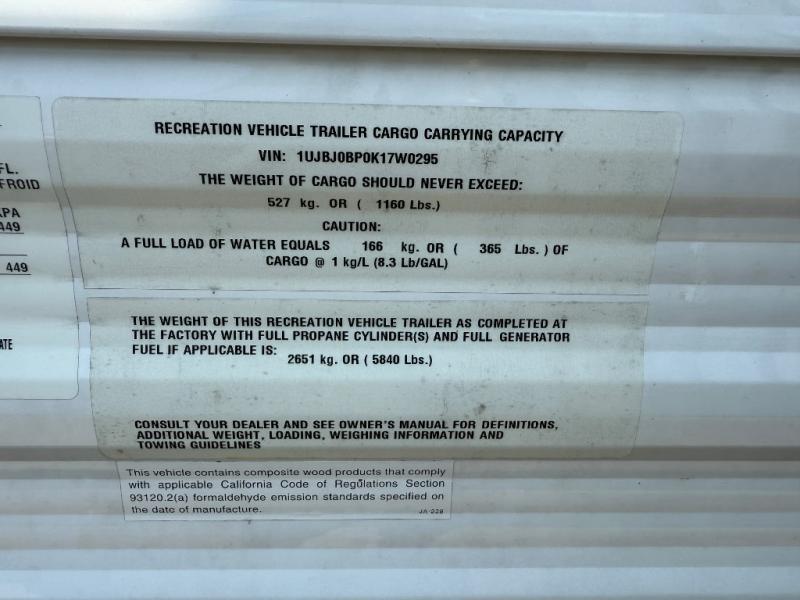 RECREATION VEHICLE TRAILER CARGO CARRYING CAPACITY
VIN: 1UJBJ0BP0K17W0295
THE WEIGHT OF CARGO SHOULD NEVER EXCEED:
527 kg. OR ( 1160 Lbs.)
CAUTION:
A FULL LOAD OF WATER EQUALS 166 kg. OR ( 365 Lbs. ) OF
CARGO @ 1 kg/L (8.3 Lb/GAL)
THE WEIGHT OF THIS RECREATION VEHICLE TRAILER AS COMPLETED AT
THE FACTORY WITH FULL PROPANE CYLINDER(S) AND FULL GENERATOR
FUEL IF APPLICABLE IS:
2651 kg. OR ( 5840 Lbs.)
CONSULT YOUR DEALER AND SEE OWNER'S MANUAL FOR DEFINITIONS,
ADDITIONAL WEIGHT, LOADING, WEIGHING INFORMATION AND
TOWING GUIDELINES
This vehicle contains composite wood products that comply
with applicable California Code of Regulations Section
93120.2(a) formaldehyde emission standards specified on
the date of manufacture.
JA-228
FL.
FROID
KPA
449
449
ATE